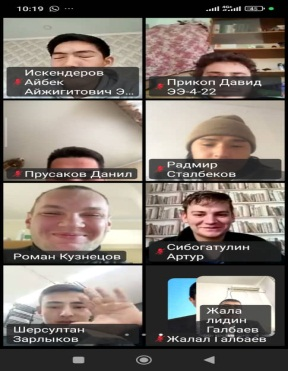 10:19
Искендеров
Айбек
Айжигитович Э...
Прикоп Давид
ЭЭ-4-22
Прусаков Данил
Радмир
Сталбеков
Роман Кузнецов
Сибогатулин
Артур
Шерсултан
Зарлыков
Жала
лидин
Галбаев
Жалал Галбаев